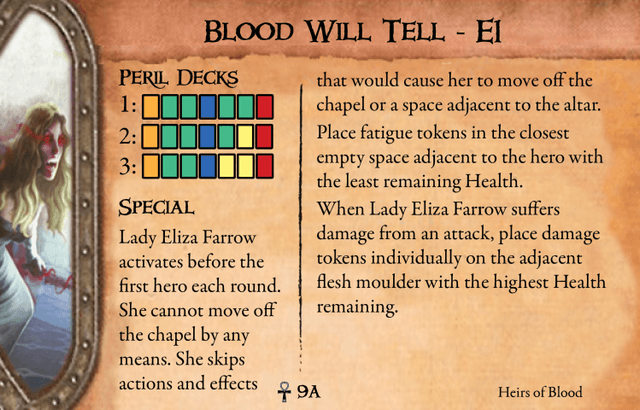 Blood Will Tell - E1
Peril Decks
1:
2:
3:
Special
Lady Eliza Farrow
activates before the
first hero each round.
She cannot move off
the chapel by any
means. She skips
actions and effects
that would cause her to move off the
chapel or a space adjacent to the altar.
Place fatigue tokens in the closest
empty space adjacent to the hero with
the least remaining Health.
When Lady Eliza Farrow suffers
damage from an attack, place damage
tokens individually on the adjacent
flesh moulder with the highest Health
remaining.
9A
Heirs of Blood